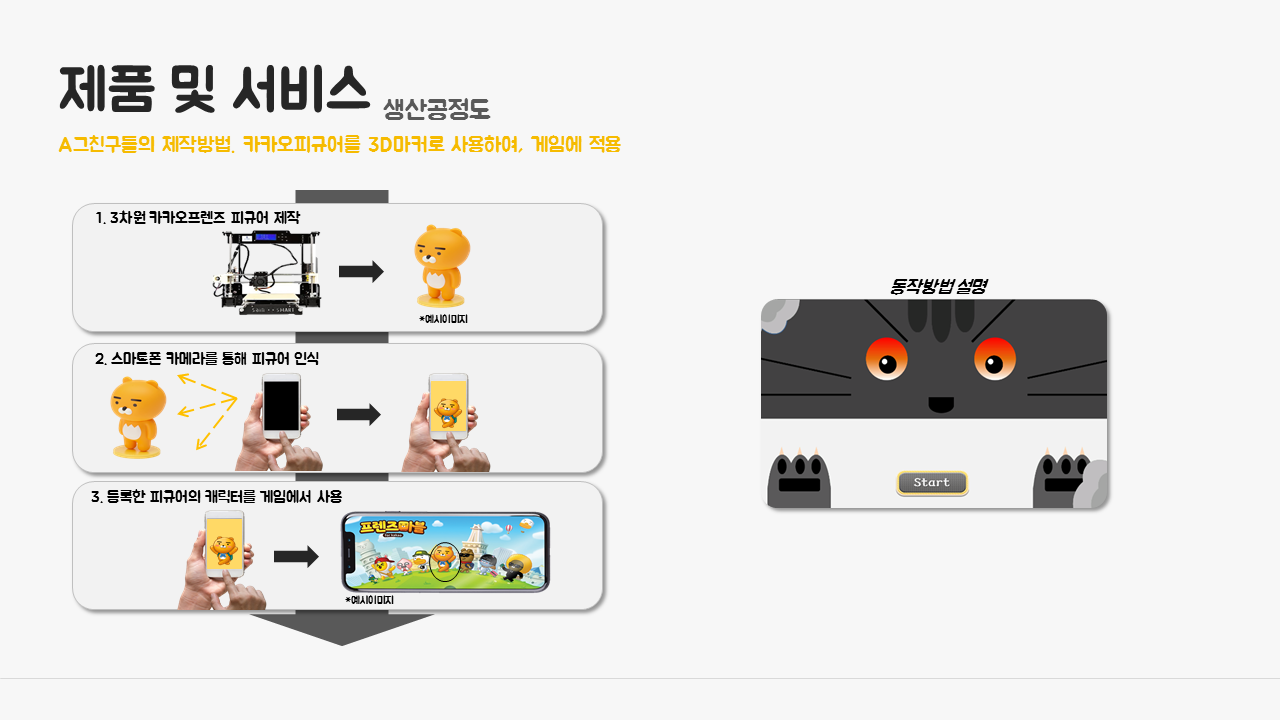 제품 및 서비스 생산공정도
A그친구들의 제작방법. 카카오피규어를 3D마커로 사용하여, 게임에 적용
1. 3차원 카카오프렌즈 피규어 제작
*예시이미지
2. 스마트폰 카메라를 통해 피규어 인식
3. 등록한 피규어의 캐릭터를 게임에서 사용
프렌즈마블
*예시이미지
동작방법 설명
Start